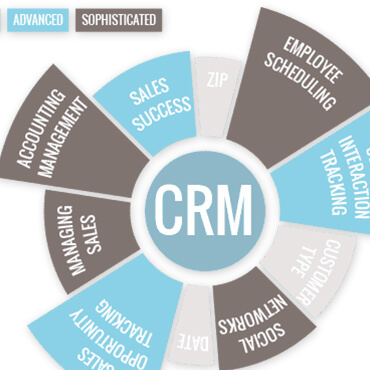 ADVANCED
SOPHISTICATED
ZIP
EMPLOYEE
SCHEDULING
INTERACTION
TRACKING
CUSTOMER
TYPE
SOCIAL
NETWORKS
DATE
SALES
OPPORTUNITY
TRACKING
MANAGING
SALES
ACCOUNTING
MANAGEMENT
SALES
SUCCESS
CRM